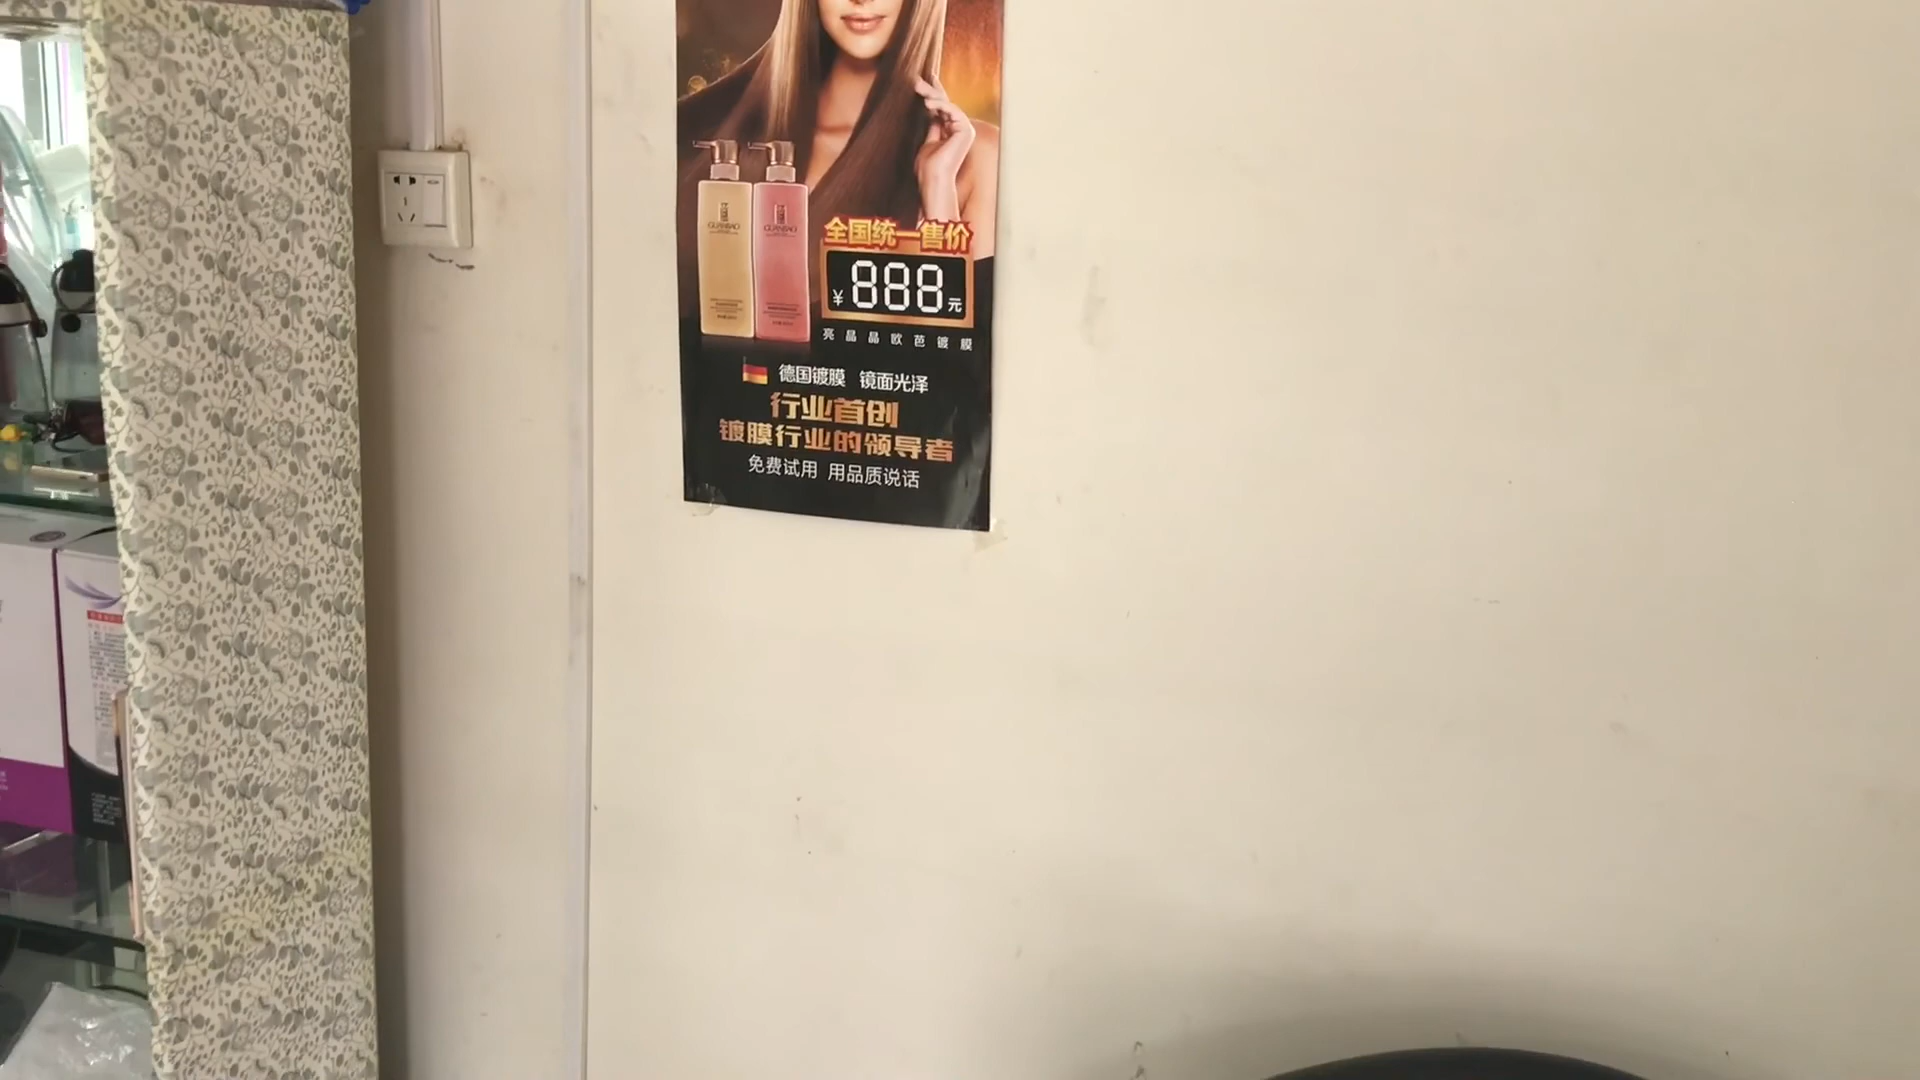 全国统一售价
¥888元
亮晶晶欧芭镀膜
德国镀膜 镜面光泽
行业首创
镀膜行业的领导者
免费试用 用品质说话